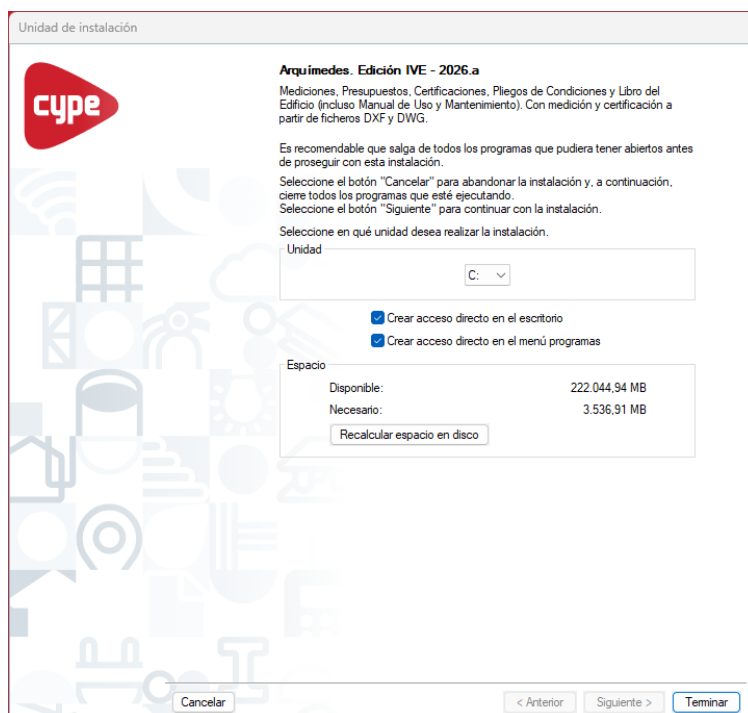 Unidad de instalación
cype
Arquímedes. Edición IVE - 2026.a
Mediciones, Presupuestos, Certificaciones, Pliegos de Condiciones y Libro del
Edificio (incluso Manual de Uso y Mantenimiento). Con medición y certificación a
partir de ficheros DXF y DWG.
Es recomendable que salga de todos los programas que pudiera tener abiertos antes
de proseguir con esta instalación.
Seleccione el botón "Cancelar" para abandonar la instalación y, a continuación,
cierre todos los programas que esté ejecutando.
Seleccione el botón "Siguiente" para continuar con la instalación.
Seleccione en qué unidad desea realizar la instalación.
Unidad
C:
Crear acceso directo en el escritorio
Crear acceso directo en el menú programas
Espacio
Disponible: 222.044,94 MB
Necesario: 3.536,91 MB
Recalcular espacio en disco
Cancelar < Anterior Siguiente > Terminar